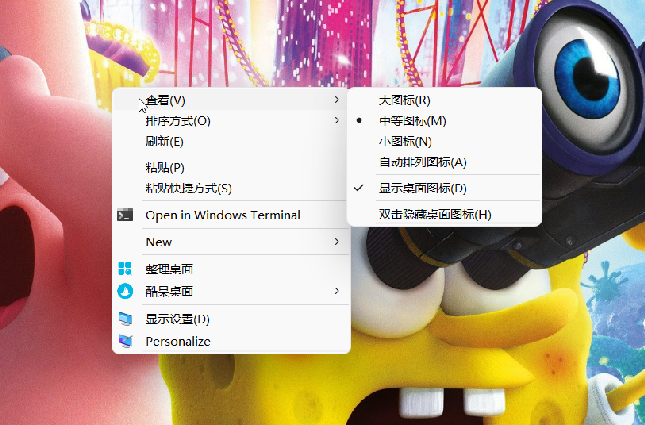 查看(V)
排序方式(O)
刷新(E)
粘贴(P)
粘贴快捷方式(S)
Open in Windows Terminal
New
整理桌面
酷呆桌面
显示设置(D)
Personalize
大图标(R)
中等图标(M)
小图标(N)
自动排列图标(A)
显示桌面图标(D)
双击隐藏桌面图标(H)